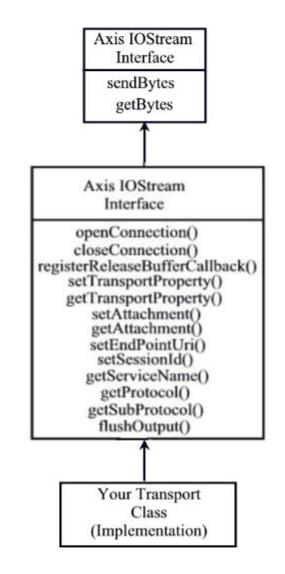 Axis IOStream
Interface
sendBytes
getBytes
Axis IOStream
Interface
openConnection()
closeConnection()
registerReleaseBufferCallback()
setTransportProperty()
getTransportProperty()
setAttachment()
getAttachment()
setEndPointUri()
setSessionId()
getServiceName()
getProtocol()
getSubProtocol()
flushOutput()
Your Transport
Class
(Implementation)